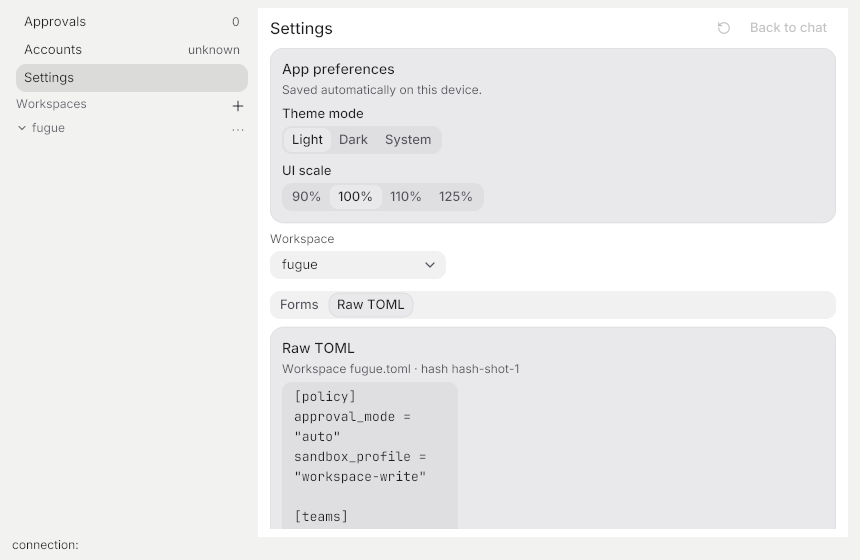 Approvals 0
Accounts unknown
Settings
Workspaces +
fugue ...
connection:
Settings
Back to chat
App preferences
Saved automatically on this device.
Theme mode
Light Dark System
UI scale
90% 100% 110% 125%
Workspace
fugue
Forms Raw TOML
Raw TOML
Workspace fugue.toml · hash hash-shot-1
[policy]
approval_mode =
"auto"
sandbox_profile =
"workspace-write"
[teams]